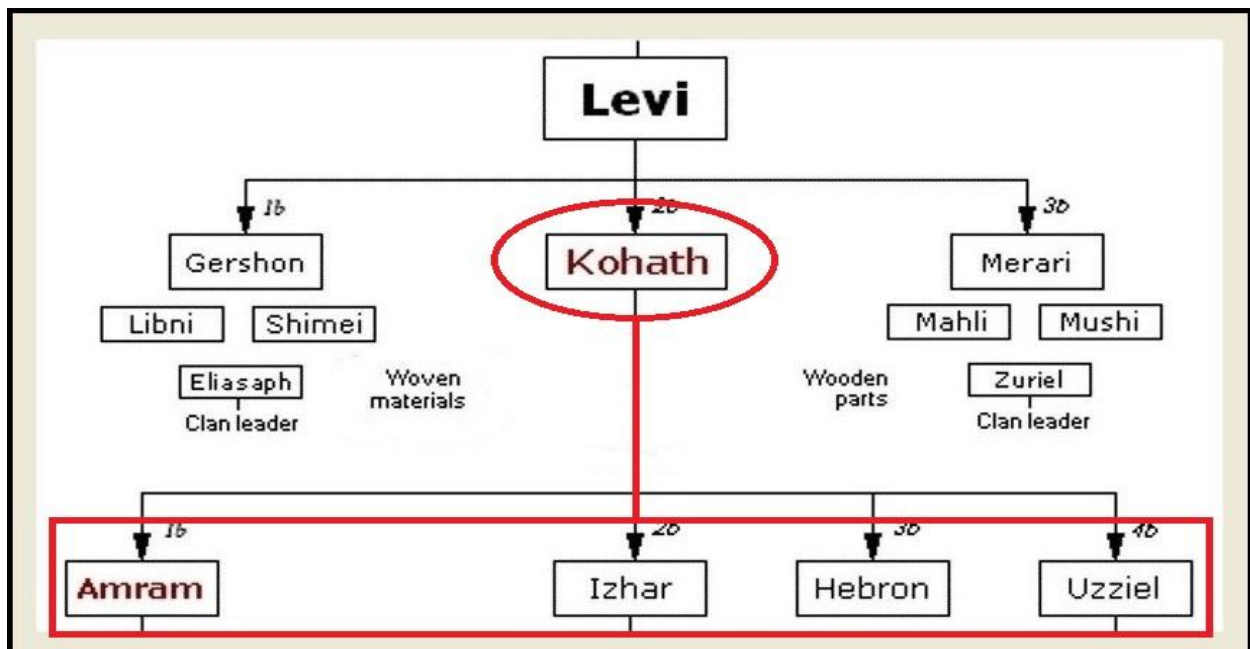 Levi
1b 2b 3b
Gershon Kohath Merari
Libni Shimei Mahli Mushi
Eliasaph Woven materials Wooden parts Zuriel
Clan leader Clan leader
1b 2b 3b 4b
Amram Izhar Hebron Uzziel